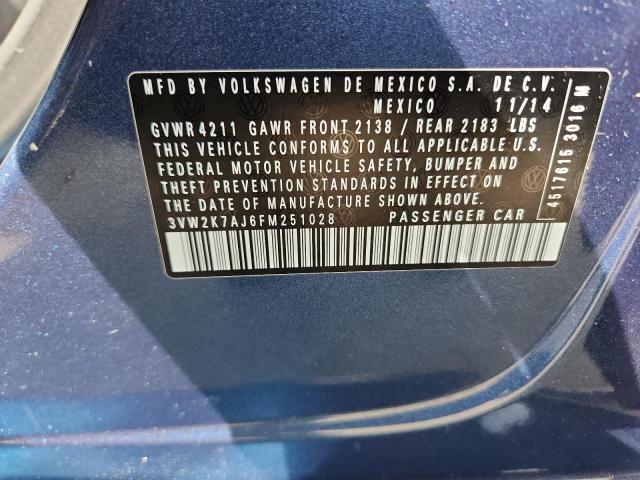 MFD BY VOLKSWAGEN DE MEXICO S.A. DE C.V.
MEXICO 11/14
GVWR 4211 GAWR FRONT 2138 / REAR 2183 LBS
THIS VEHICLE CONFORMS TO ALL APPLICABLE U.S.
FEDERAL MOTOR VEHICLE SAFETY, BUMPER AND
THEFT PREVENTION STANDARDS IN EFFECT ON
THE DATE OF MANUFACTURE SHOWN ABOVE.
3VW2K7AJ6FM251028 PASSENGER CAR
4517615 3016 M